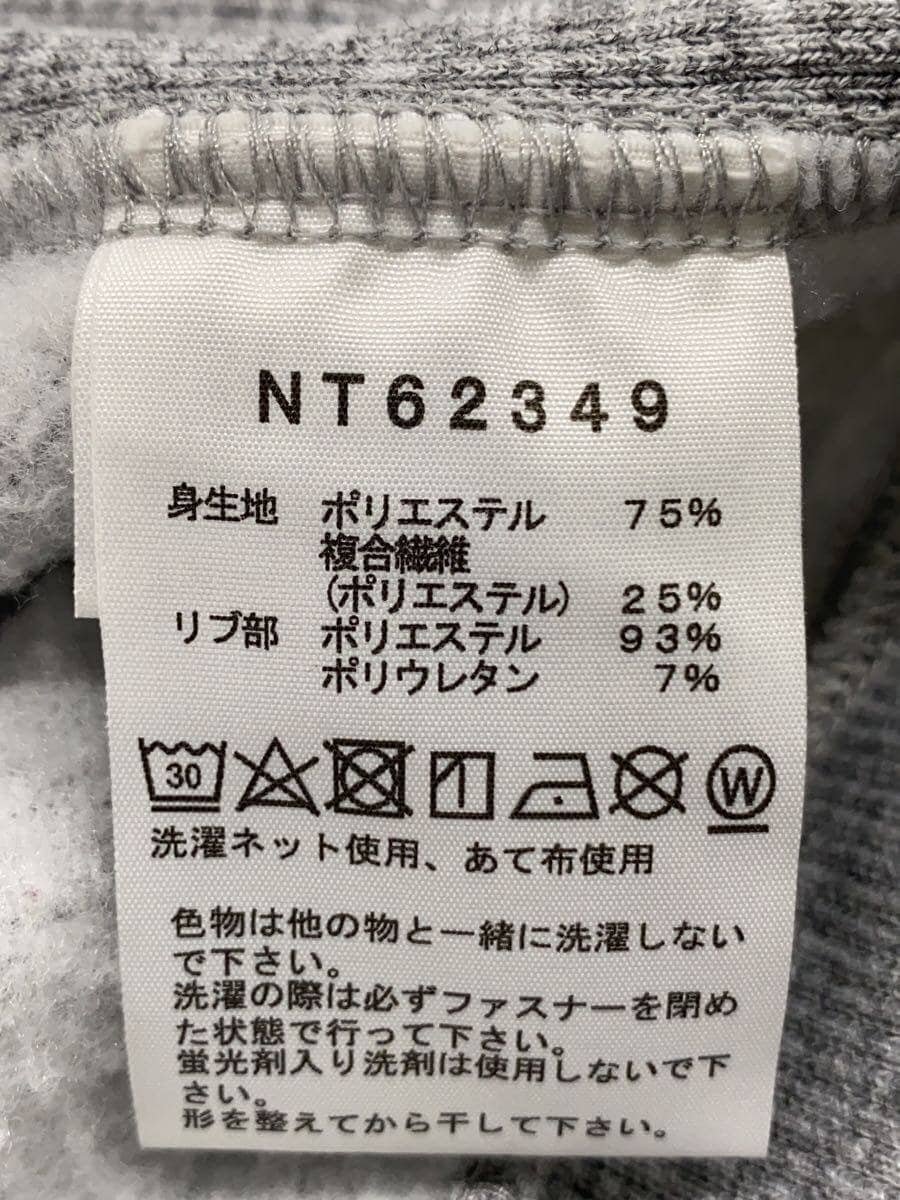 NT62349
身生地 ポリエステル 75%
複合繊維
(ポリエステル) 25%
リブ部 ポリエステル 93%
ポリウレタン 7%
30 W
洗濯ネット使用、あて布使用
色物は他の物と一緒に洗濯しない
で下さい。
洗濯の際は必ずファスナーを閉め
た状態で行って下さい。
蛍光剤入り洗剤は使用しないで下
さい。
形を整えてから干して下さい。